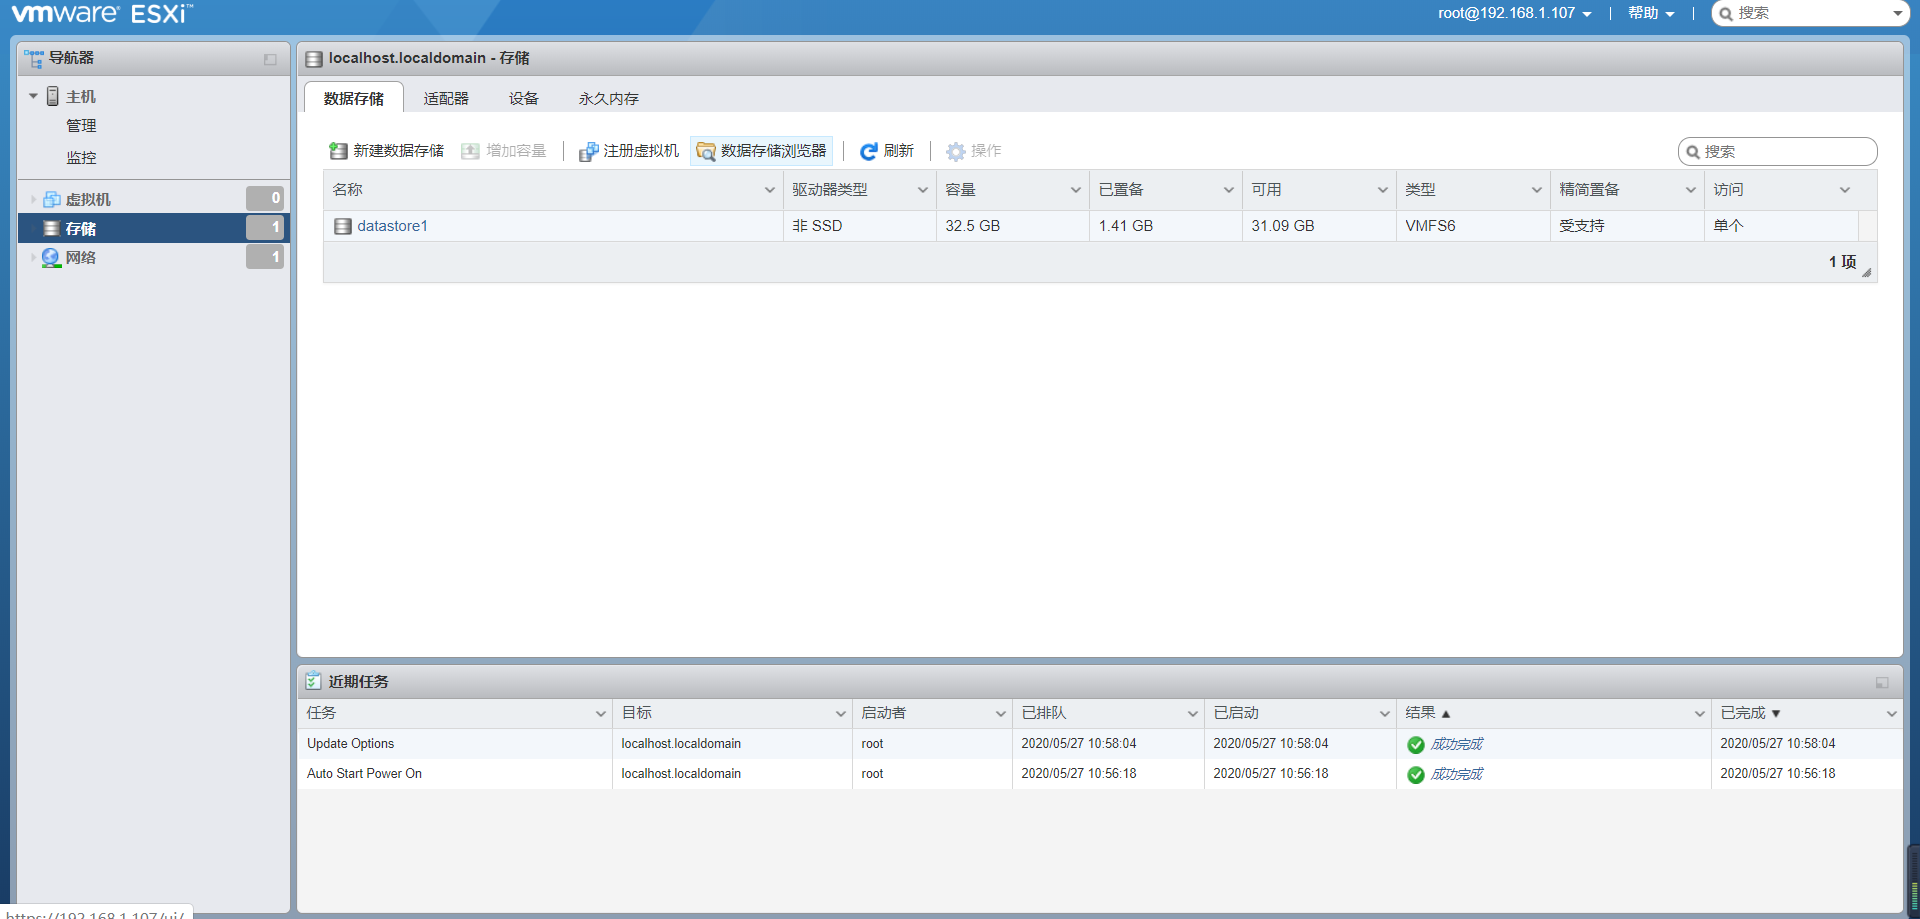 vmware ESXi™
root@192.168.1.107 | 帮助 | 搜索
导航器
主机
管理
监控
虚拟机 0
存储 1
网络 1
localhost.localdomain - 存储
数据存储 适配器 设备 永久内存
新建数据存储 增加容量 | 注册虚拟机 数据存储浏览器 | 刷新 | 操作 搜索
名称 驱动器类型 容量 已置备 可用 类型 精简置备 访问
datastore1 非 SSD 32.5 GB 1.41 GB 31.09 GB VMFS6 受支持 单个
1 项
近期任务
任务 目标 启动者 已排队 已启动 结果 ▲ 已完成 ▼
Update Options localhost.localdomain root 2020/05/27 10:58:04 2020/05/27 10:58:04 成功完成 2020/05/27 10:58:04
Auto Start Power On localhost.localdomain root 2020/05/27 10:56:18 2020/05/27 10:56:18 成功完成 2020/05/27 10:56:18
https://192.168.1.107/ui/